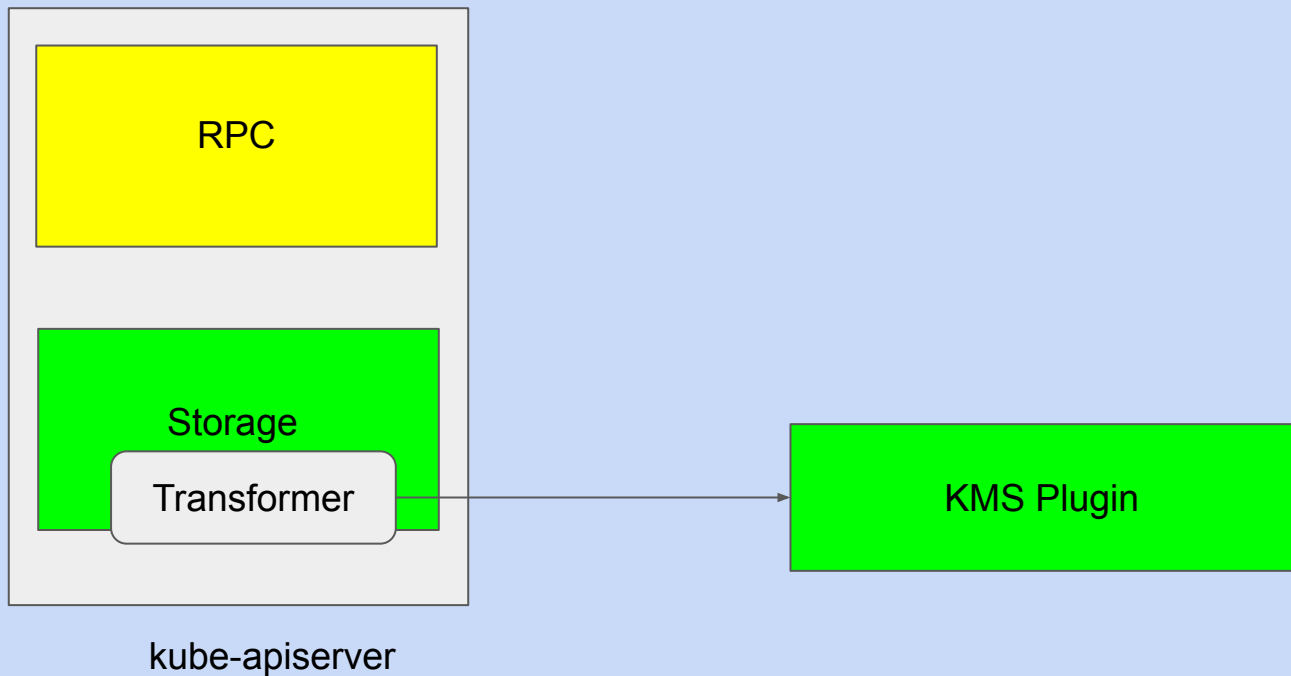 RPC
Storage
Transformer
KMS Plugin
kube-apiserver